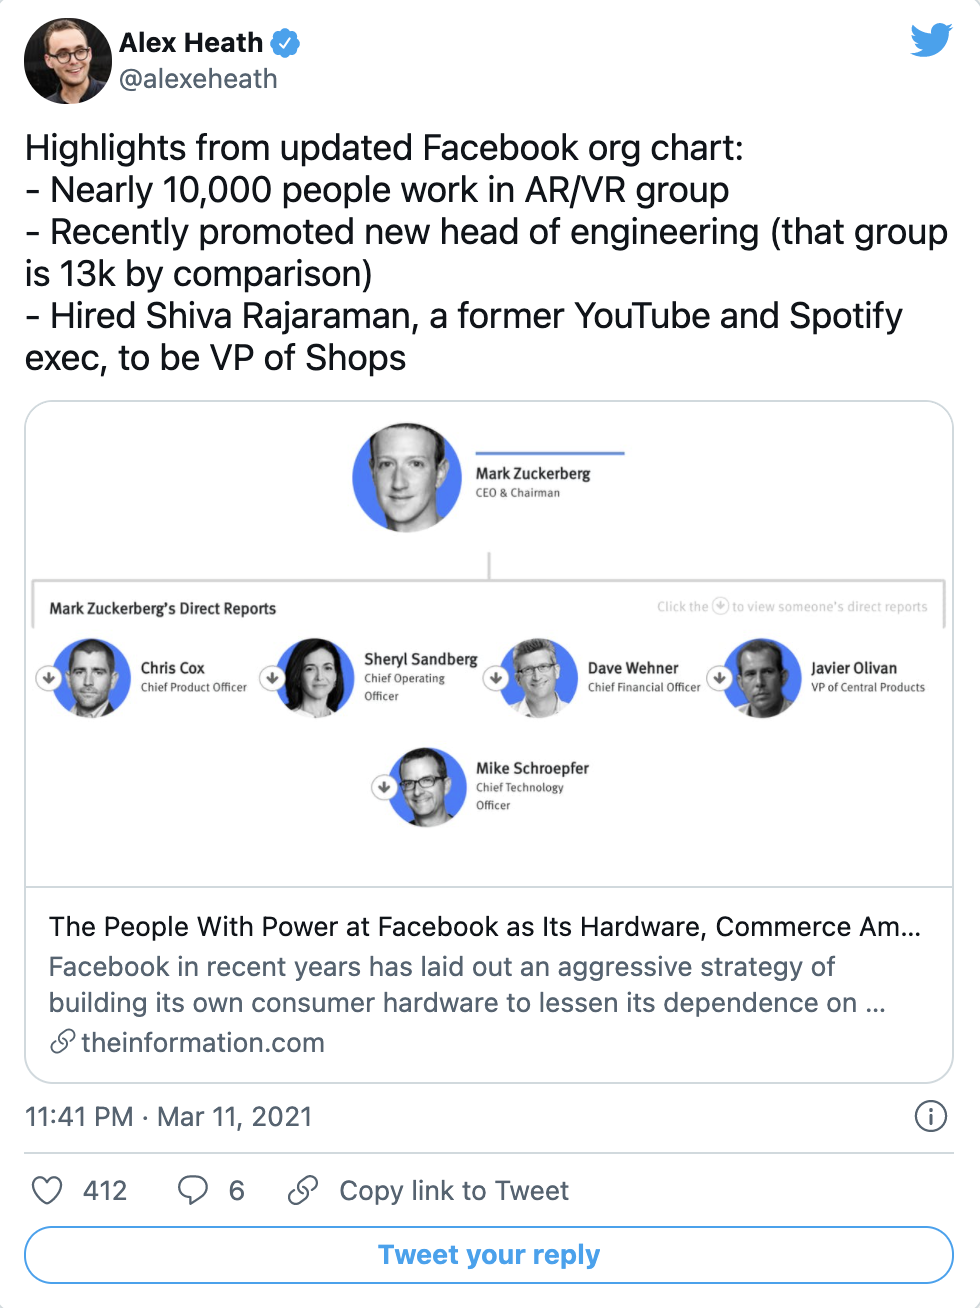 Alex Heath
@alexeheath
Highlights from updated Facebook org chart:
- Nearly 10,000 people work in AR/VR group
- Recently promoted new head of engineering (that group
is 13k by comparison)
- Hired Shiva Rajaraman, a former YouTube and Spotify
exec, to be VP of Shops
Mark Zuckerberg
CEO & Chairman
Mark Zuckerberg's Direct Reports
Click the to view someone's direct reports
Chris Cox
Chief Product Officer
Sheryl Sandberg
Chief Operating
Officer
Dave Wehner
Chief Financial Officer
Javier Olivan
VP of Central Products
Mike Schroepfer
Chief Technology
Officer
The People With Power at Facebook as Its Hardware, Commerce Am...
Facebook in recent years has laid out an aggressive strategy of
building its own consumer hardware to lessen its dependence on ...
theinformation.com
11:41 PM · Mar 11, 2021
412 6 Copy link to Tweet
Tweet your reply